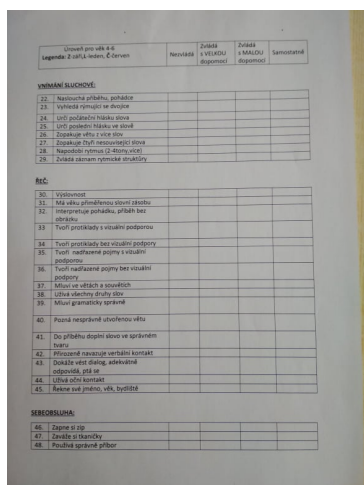 Úroveň pro věk 4-6
Legenda: Z-září,L-leden, Č-červen
Nezvládá
Zvládá
s VELKOU
dopomocí
Zvládá
s MALOU
dopomocí
Samostatně
VNÍMÁNÍ SLUCHOVÉ:
22. Naslouchá příběhu, pohádce
23. Vyhledá rýmující se dvojice
24. Určí počáteční hlásku slova
25. Určí poslední hlásku ve slově
26. Zopakuje větu z více slov
27. Zopakuje čtyři nesouvisející slova
28. Napodobí rytmus (2-4tony,více)
29. Zvládá záznam rytmické struktury
ŘEČ:
30. Výslovnost
31. Má věku přiměřenou slovní zásobu
32. Interpretuje pohádku, příběh bez
obrázku
33 Tvoří protiklady s vizuální podporou
34 Tvoří protiklady bez vizuální podpory
35. Tvoří nadřazené pojmy s vizuální
podporou
36. Tvoří nadřazené pojmy bez vizuální
podpory
37. Mluví ve větách a souvětích
38. Užívá všechny druhy slov
39. Mluví gramaticky správně
40. Pozná nesprávně utvořenou větu
41. Do příběhu doplní slovo ve správném
tvaru
42. Přirozeně navazuje verbální kontakt
43. Dokáže vést dialog, adekvátně
odpovídá, ptá se
44. Užívá oční kontakt
45. Řekne své jméno, věk, bydliště
SEBEOBSLUHA:
46. Zapne si zip
47. Zaváže si tkaničky
48. Používá správně příbor